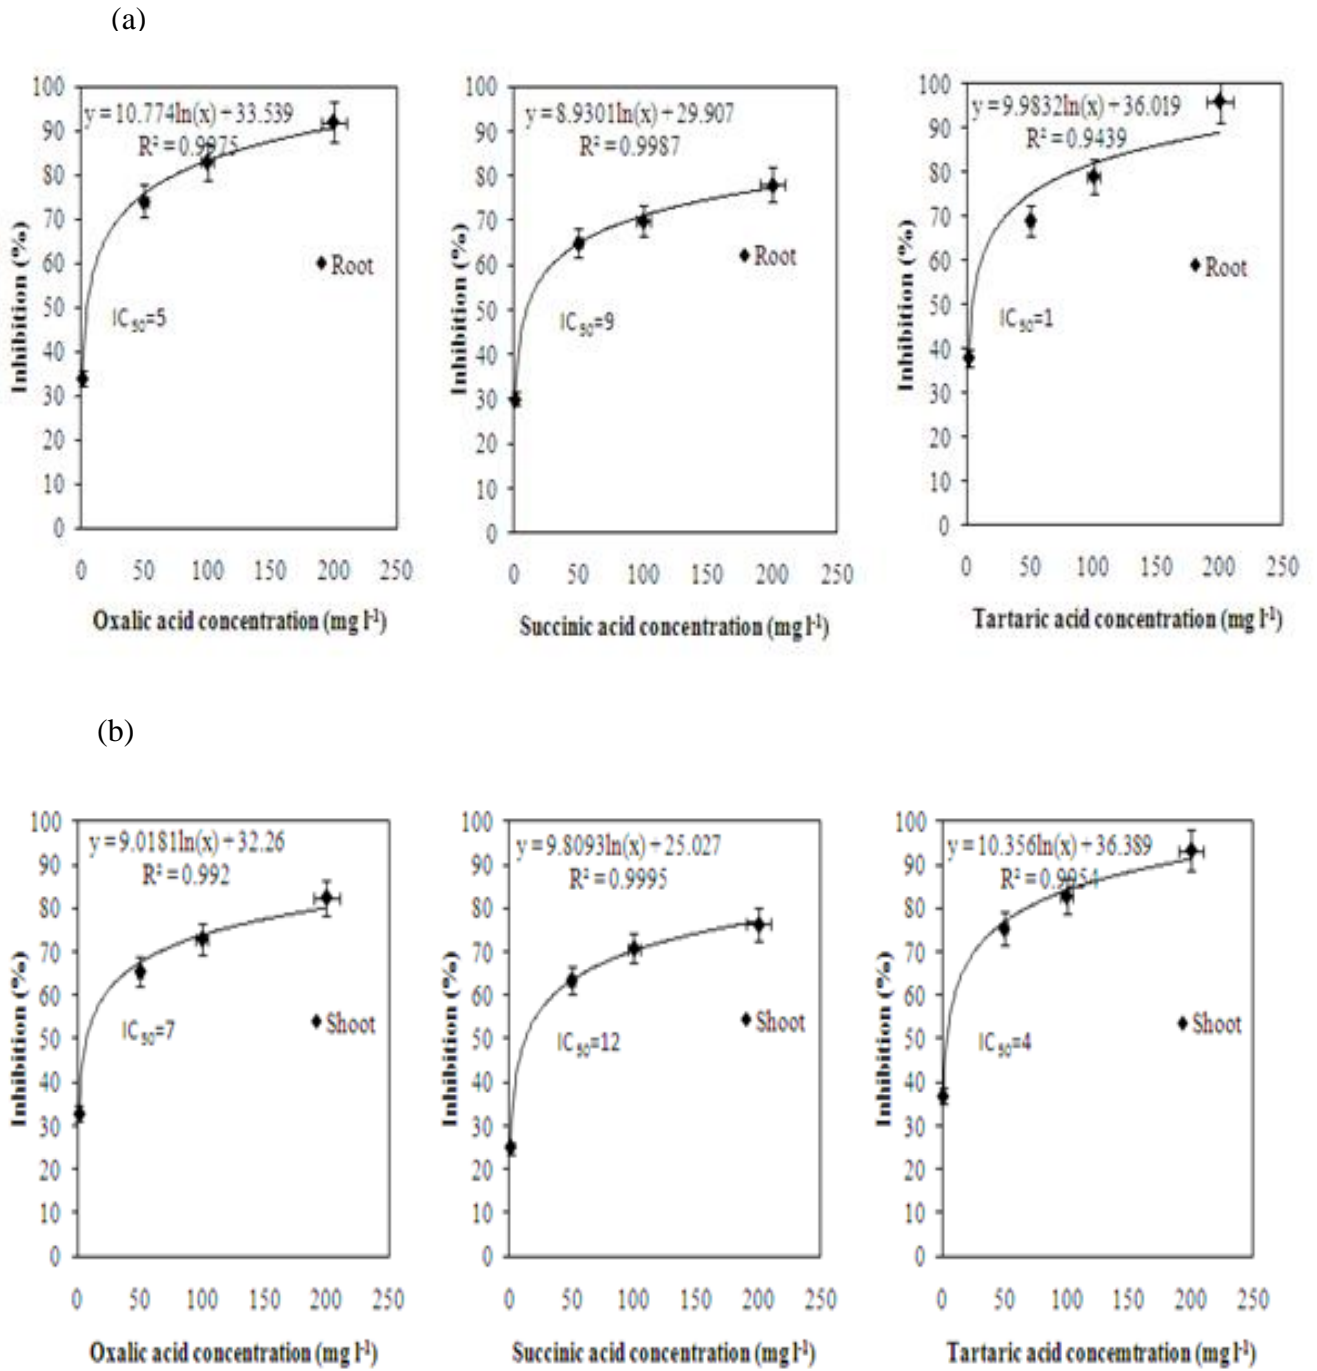 (a)
100
90
80
70
60
50
40
30
20
10
0
Inhibition (%)
y = 10.774ln(x) + 33.539
R² = 0.9975
Root
IC50=5
0 50 100 150 200 250
Oxalic acid concentration (mg l-1)
100
90
80
70
60
50
40
30
20
10
0
Inhibition (%)
y = 8.9301ln(x) + 29.907
R² = 0.9987
Root
IC50=9
0 50 100 150 200 250
Succinic acid concentration (mg l-1)
100
90
80
70
60
50
40
30
20
10
0
Inhibition (%)
y = 9.9832ln(x) + 36.019
R² = 0.9439
Root
IC50=1
0 50 100 150 200 250
Tartaric acid concentration (mg l-1)
(b)
100
90
80
70
60
50
40
30
20
10
0
Inhibition (%)
y = 9.0181ln(x) + 32.26
R² = 0.992
Shoot
IC50=7
0 50 100 150 200 250
Oxalic acid concentration (mg l-1)
100
90
80
70
60
50
40
30
20
10
0
Inhibition (%)
y = 9.8093ln(x) + 25.027
R² = 0.9995
Shoot
IC50=12
0 50 100 150 200 250
Succinic acid concentration (mg l-1)
100
90
80
70
60
50
40
30
20
10
0
Inhibition (%)
y = 10.356ln(x) + 36.389
R² = 0.9954
Shoot
IC50=4
0 50 100 150 200 250
Tartaric acid concemtration (mg l-1)